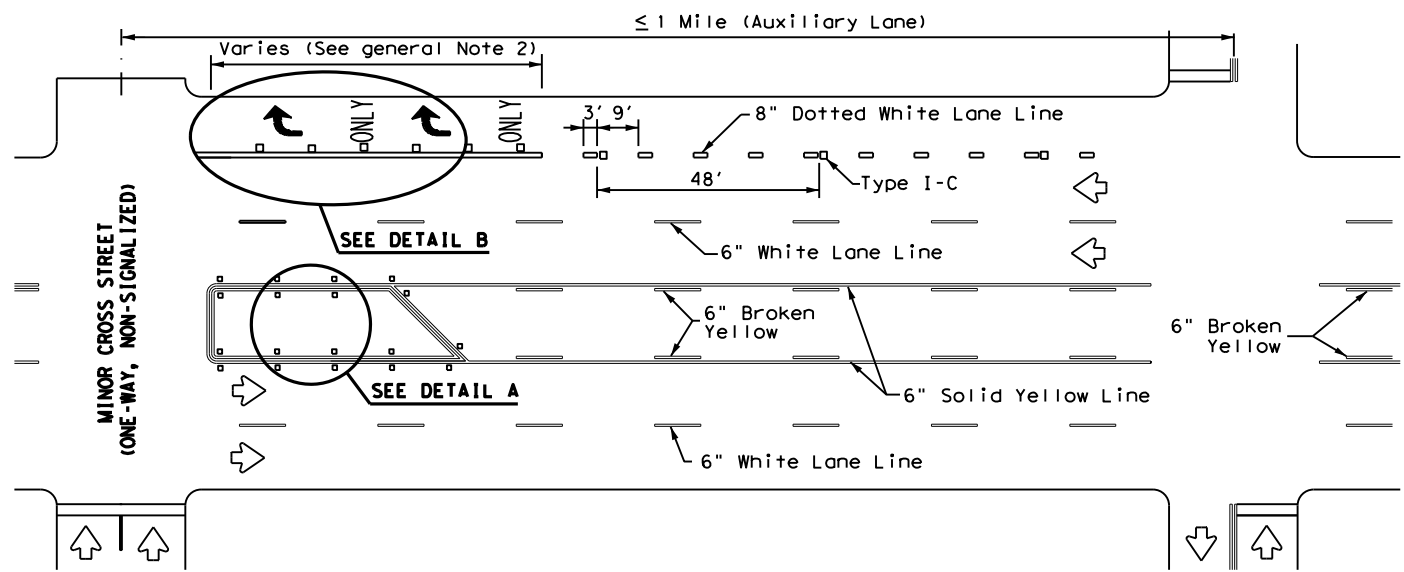 ≤ 1 Mile (Auxiliary Lane)
Varies (See general Note 2)
ONLY
ONLY
3' 9'
8" Dotted White Lane Line
48'
Type I-C
SEE DETAIL B
6" White Lane Line
MINOR CROSS STREET
(ONE-WAY, NON-SIGNALIZED)
6" Broken
Yellow
6" Broken
Yellow
SEE DETAIL A
6" Solid Yellow Line
6" White Lane Line